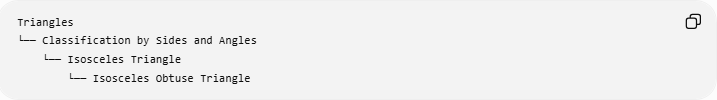 Triangles
└── Classification by Sides and Angles
    └── Isosceles Triangle
        └── Isosceles Obtuse Triangle